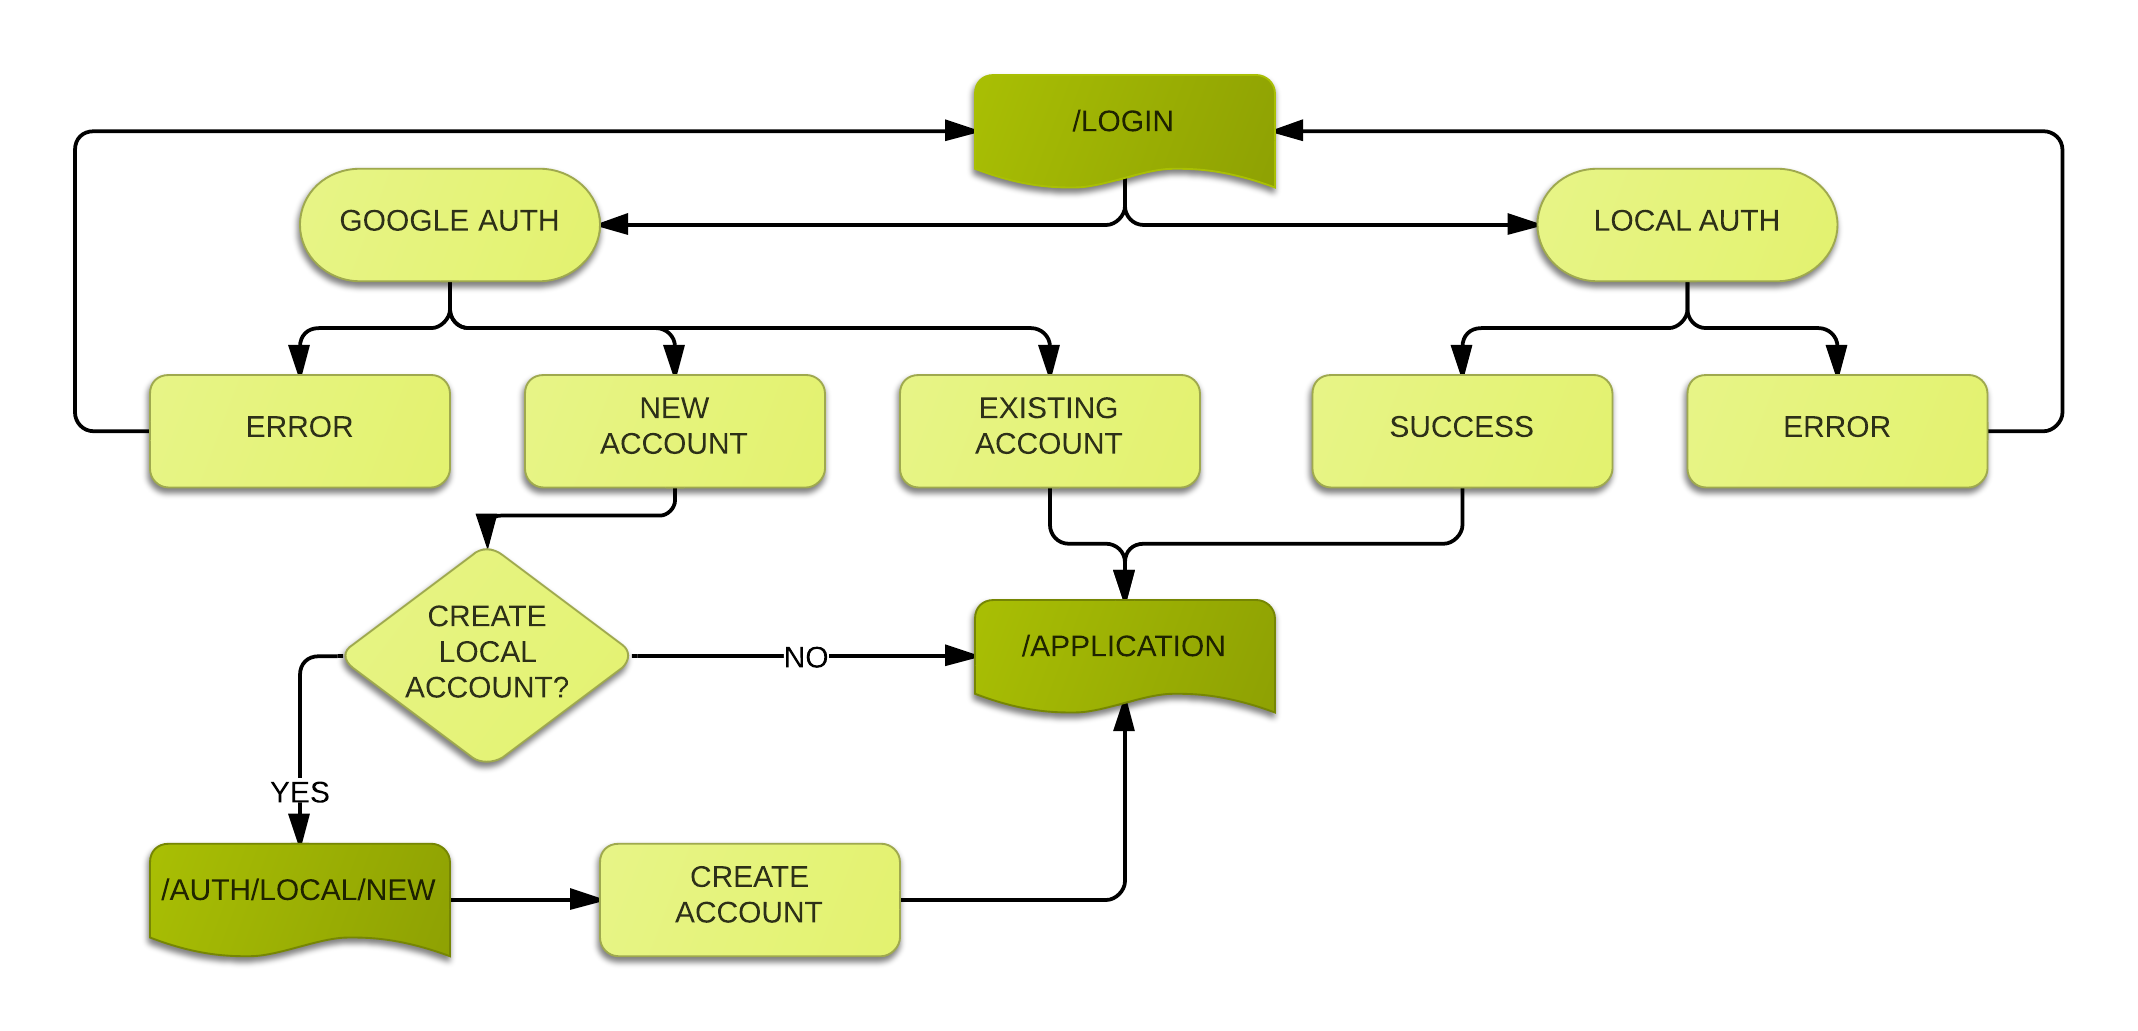 /LOGIN
GOOGLE AUTH
LOCAL AUTH
ERROR
NEW
ACCOUNT
EXISTING
ACCOUNT
SUCCESS
ERROR
CREATE
LOCAL
ACCOUNT?
NO
/APPLICATION
YES
/AUTH/LOCAL/NEW
CREATE
ACCOUNT